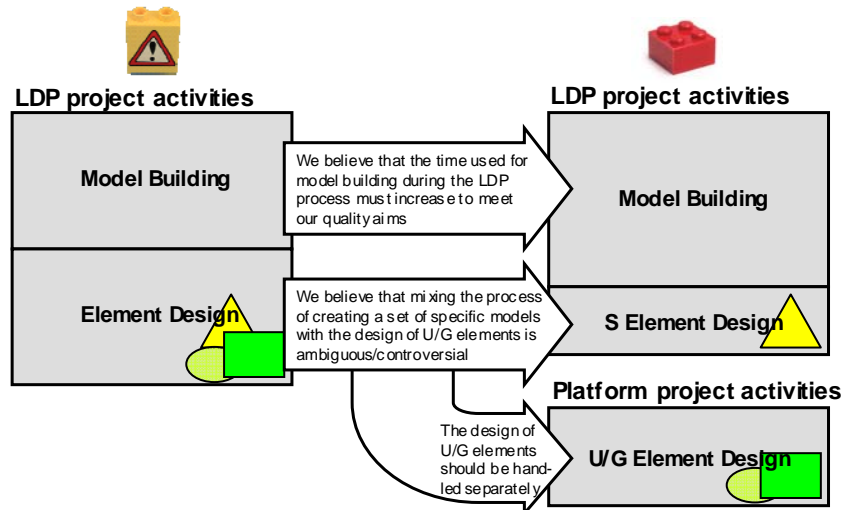 LDP project activities
Model Building
Element Design
We believe that the time used for
model building during the LDP
process must increase to meet
our quality aims
We believe that mixing the process
of creating a set of specific models
with the design of U/G elements is
ambiguous/controversial
The design of
U/G elements
should be hand-
led separately
LDP project activities
Model Building
S Element Design
Platform project activities
U/G Element Design